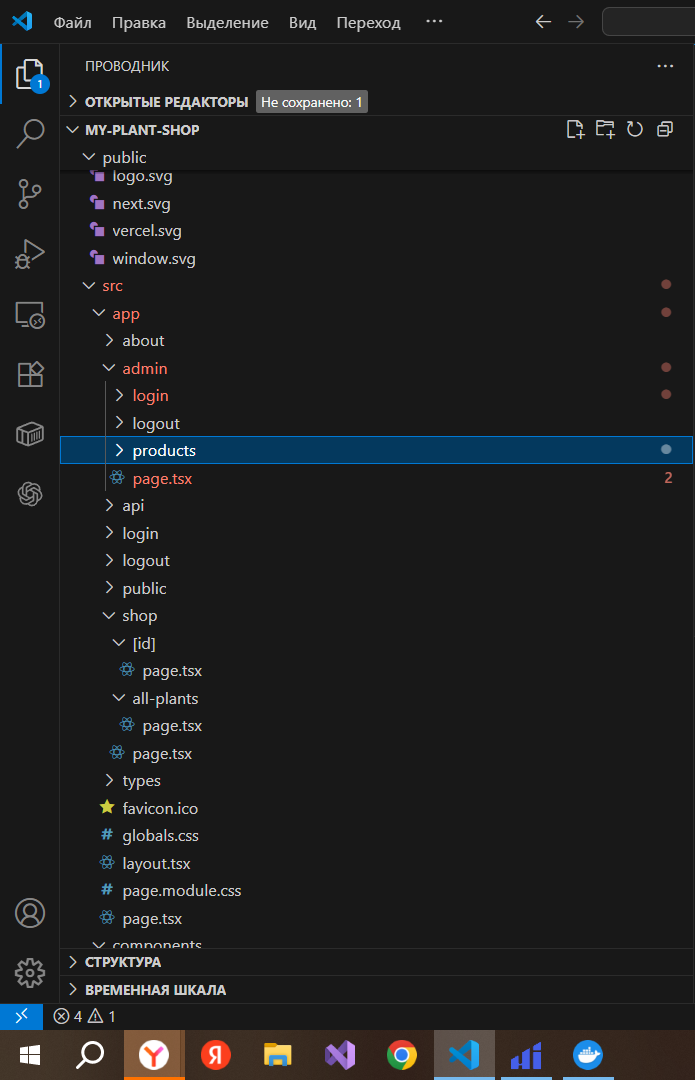 Файл Правка Выделение Вид Переход ···
ПРОВОДНИК ···
1
ОТКРЫТЫЕ РЕДАКТОРЫ Не сохранено: 1
MY-PLANT-SHOP
public
logo.svg
next.svg
vercel.svg
window.svg
src
app
about
admin
login
logout
products
page.tsx 2
api
login
logout
public
shop
[id]
page.tsx
all-plants
page.tsx
page.tsx
types
favicon.ico
# globals.css
layout.tsx
# page.module.css
page.tsx
components
СТРУКТУРА
ВРЕМЕННАЯ ШКАЛА
4 1
Y Я